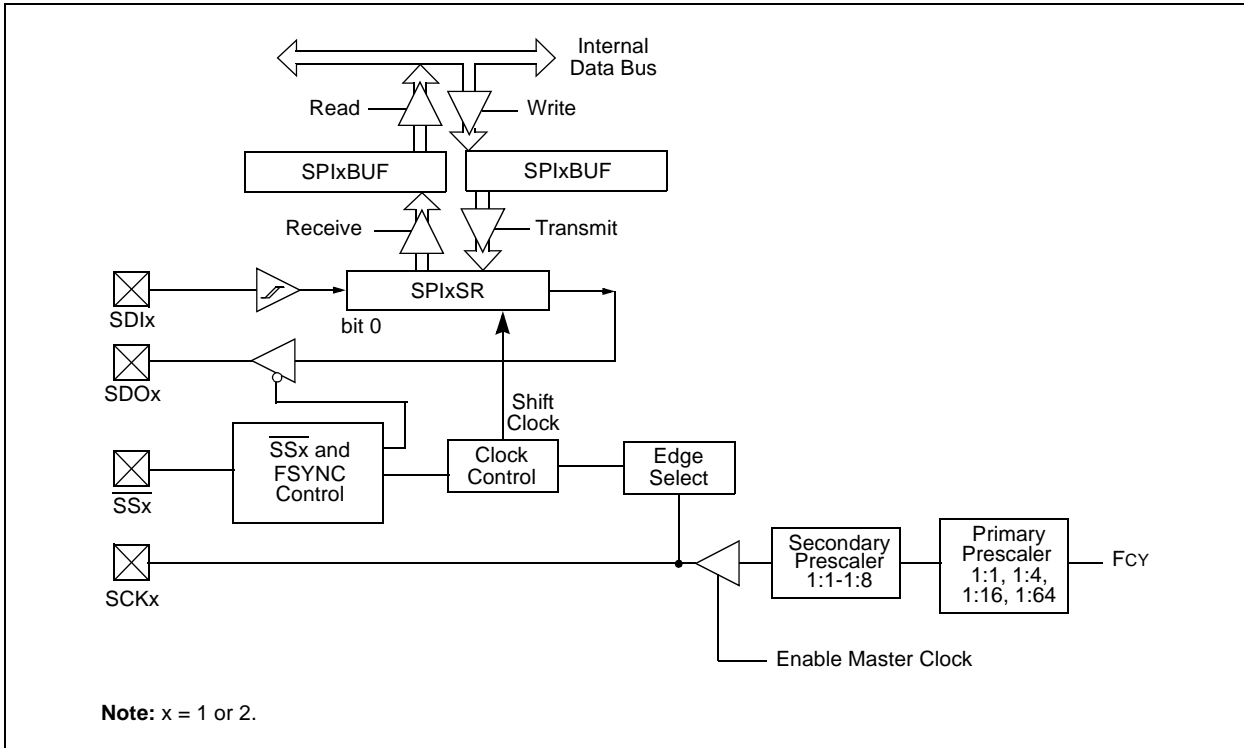 Internal
Data Bus
Read
Write
SPIxBUF
SPIxBUF
Receive
Transmit
SPIxSR
SDIx
bit 0
SDOx
Shift
Clock
SSx and
FSYNC
Control
Clock
Control
Edge
Select
SSx
Secondary
Prescaler
1:1-1:8
Primary
Prescaler
1:1, 1:4,
1:16, 1:64
FCY
SCKx
Enable Master Clock
Note: x = 1 or 2.